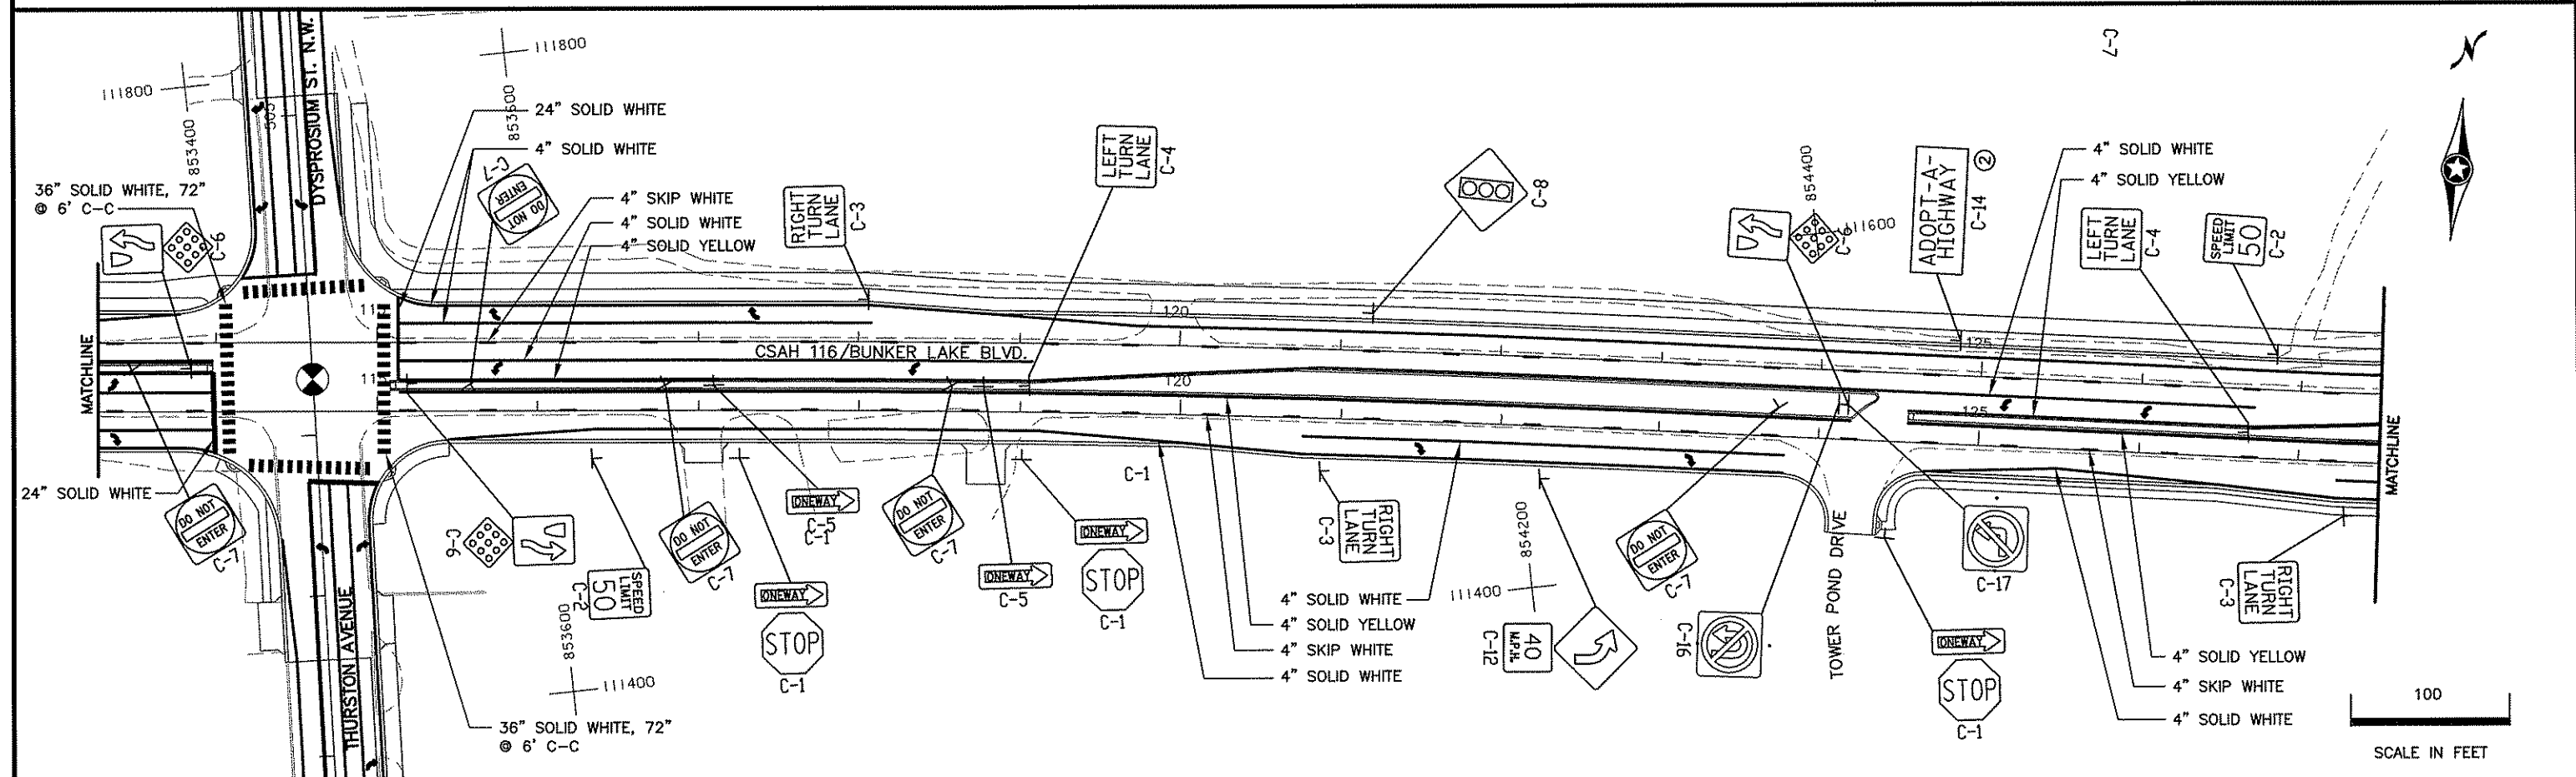 111800
853400
DYSPROSIUM ST. N.W.
111800
853600
24" SOLID WHITE
4" SOLID WHITE
C-7
DO NOT
ENTER
4" SKIP WHITE
4" SOLID WHITE
4" SOLID YELLOW
36" SOLID WHITE, 72"
@ 6' C-C
C-6
RIGHT
TURN
LANE
C-3
LEFT
TURN
LANE
C-4
C-8
854400
111600
ADOPT-A-
HIGHWAY
C-14
2
C-7
N
4" SOLID WHITE
4" SOLID YELLOW
LEFT
TURN
LANE
C-4
SPEED
LIMIT
50
C-2
MATCHLINE
CSAH 116/BUNKER LAKE BLVD.
120
120
125
125
MATCHLINE
24" SOLID WHITE
DO NOT
ENTER
C-7
THURSTON AVENUE
C-6
SPEED
LIMIT
50
C-2
853600
111400
36" SOLID WHITE, 72"
@ 6' C-C
DO NOT
ENTER
C-7
ONEWAY
C-5
ONEWAY
STOP
C-1
DO NOT
ENTER
C-7
ONEWAY
C-5
ONEWAY
STOP
C-1
C-1
RIGHT
TURN
LANE
C-3
4" SOLID WHITE
4" SOLID YELLOW
4" SKIP WHITE
4" SOLID WHITE
854200
111400
40
M.P.H.
C-12
DO NOT
ENTER
C-7
C-16
TOWER POND DRIVE
C-17
ONEWAY
STOP
C-1
RIGHT
TURN
LANE
C-3
4" SOLID YELLOW
4" SKIP WHITE
4" SOLID WHITE
100
SCALE IN FEET